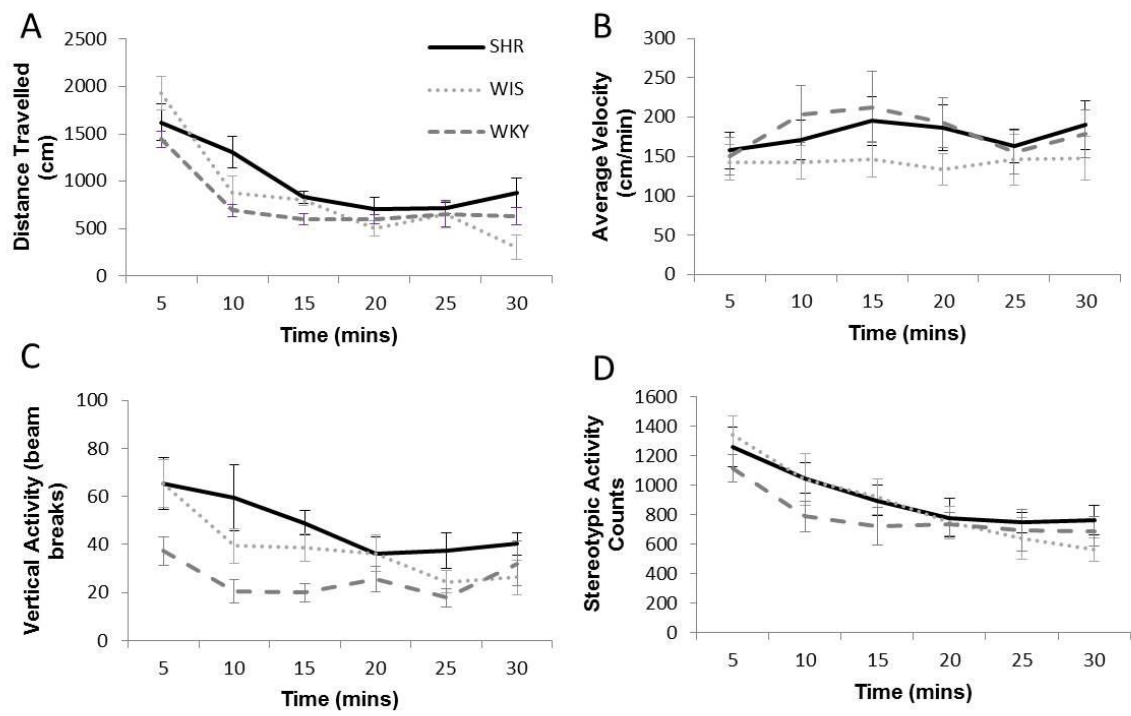 A
2500
2000
1500
1000
500
0
Distance Travelled
(cm)
5 10 15 20 25 30
Time (mins)
SHR
WIS
WKY
B
300
250
200
150
100
50
0
Average Velocity
(cm/min)
5 10 15 20 25 30
Time (mins)
C
100
80
60
40
20
0
Vertical Activity (beam
breaks)
5 10 15 20 25 30
Time (mins)
D
1600
1400
1200
1000
800
600
400
200
0
Stereotypic Activity
Counts
5 10 15 20 25 30
Time (mins)